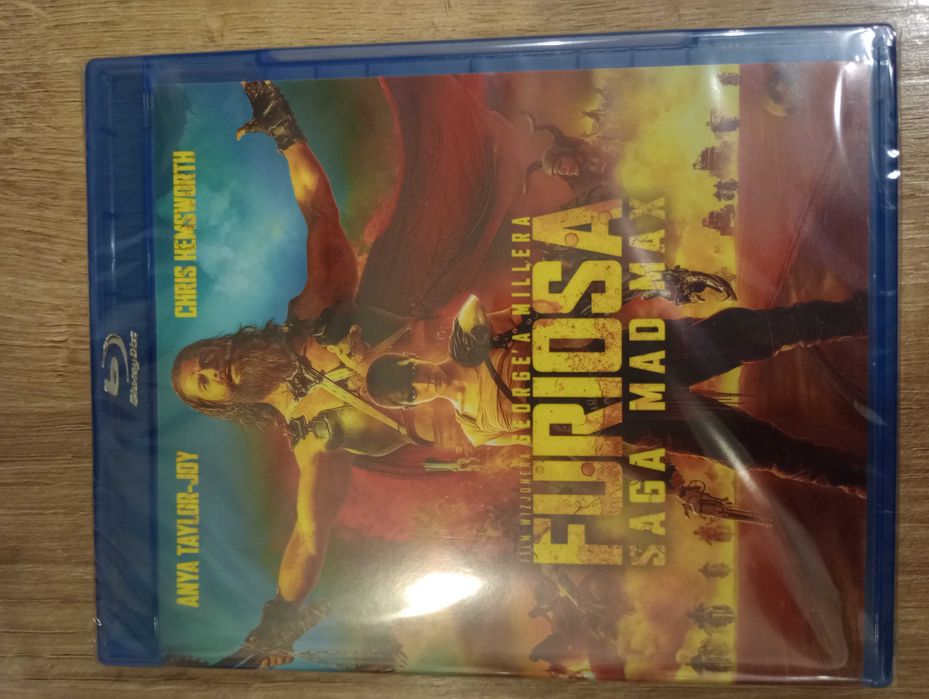 Blu-ray Disc
ANYA TAYLOR-JOY CHRIS HEMSWORTH
FILM WIZJONERA GEORGE'A MILLERA
FURIOSA
SAGA MAD MAX